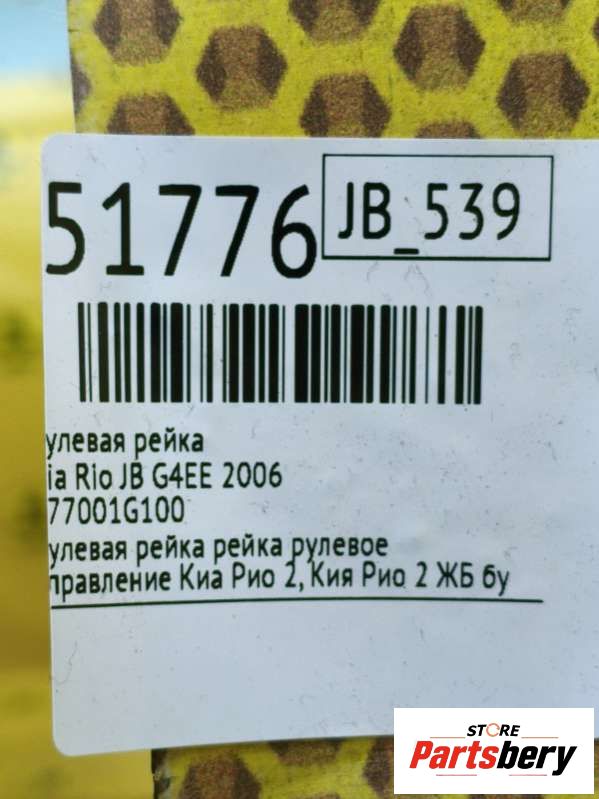 51776
JB_539
улевая рейка
ia Rio JB G4EE 2006
77001G100
улевая рейка рейка рулевое
правление Киа Рио 2, Кия Рио 2 ЖБ бу
STORE
Partsbery